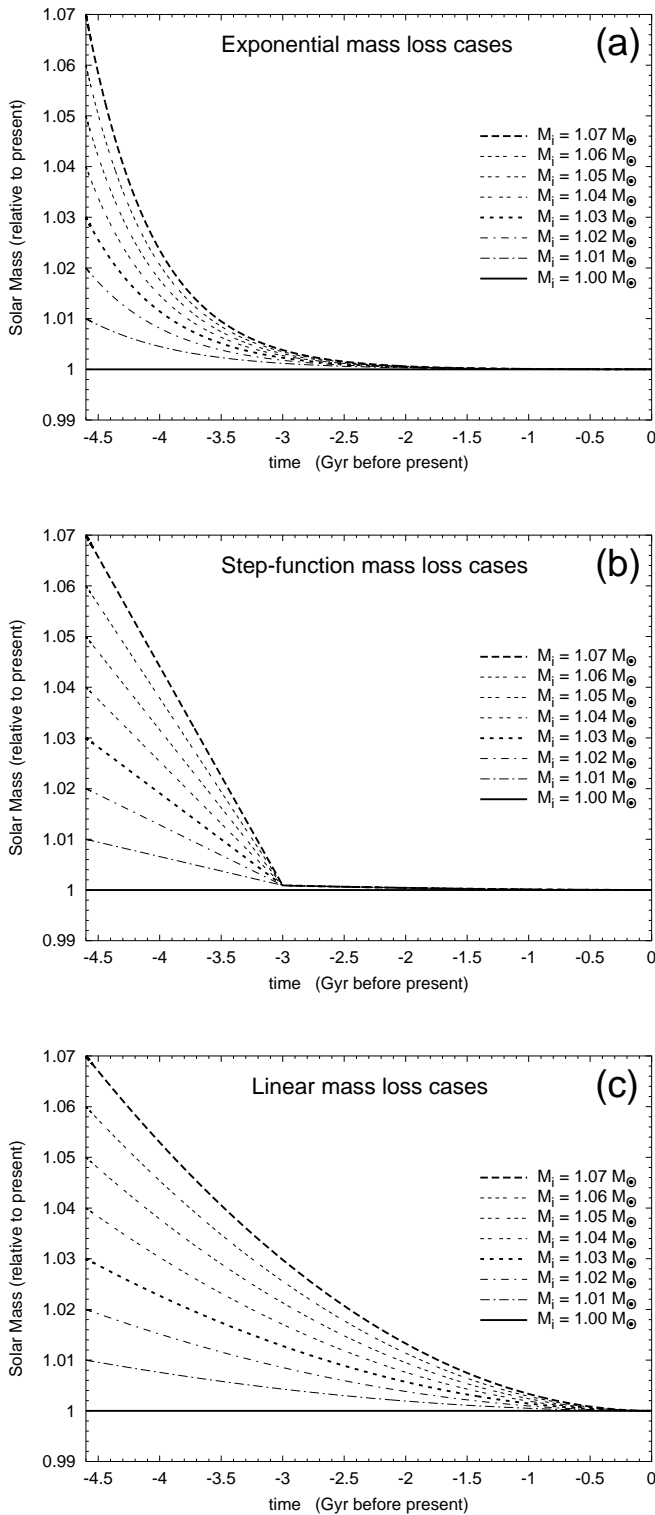 Exponential mass loss cases
(a)
1.07
1.06
1.05
1.04
1.03
1.02
1.01
1
0.99
Solar Mass (relative to present)
M_i = 1.07 M_⊙
M_i = 1.06 M_⊙
M_i = 1.05 M_⊙
M_i = 1.04 M_⊙
M_i = 1.03 M_⊙
M_i = 1.02 M_⊙
M_i = 1.01 M_⊙
M_i = 1.00 M_⊙
-4.5 -4 -3.5 -3 -2.5 -2 -1.5 -1 -0.5 0
time (Gyr before present)
Step-function mass loss cases
(b)
1.07
1.06
1.05
1.04
1.03
1.02
1.01
1
0.99
Solar Mass (relative to present)
M_i = 1.07 M_⊙
M_i = 1.06 M_⊙
M_i = 1.05 M_⊙
M_i = 1.04 M_⊙
M_i = 1.03 M_⊙
M_i = 1.02 M_⊙
M_i = 1.01 M_⊙
M_i = 1.00 M_⊙
-4.5 -4 -3.5 -3 -2.5 -2 -1.5 -1 -0.5 0
time (Gyr before present)
Linear mass loss cases
(c)
1.07
1.06
1.05
1.04
1.03
1.02
1.01
1
0.99
Solar Mass (relative to present)
M_i = 1.07 M_⊙
M_i = 1.06 M_⊙
M_i = 1.05 M_⊙
M_i = 1.04 M_⊙
M_i = 1.03 M_⊙
M_i = 1.02 M_⊙
M_i = 1.01 M_⊙
M_i = 1.00 M_⊙
-4.5 -4 -3.5 -3 -2.5 -2 -1.5 -1 -0.5 0
time (Gyr before present)